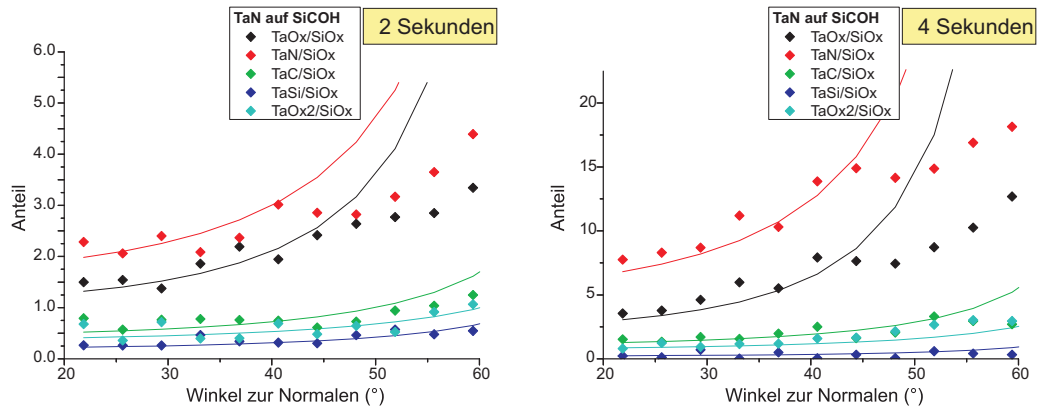 TaN auf SiCOH
TaOx/SiOx
TaN/SiOx
TaC/SiOx
TaSi/SiOx
TaOx2/SiOx
2 Sekunden
6.0
5.0
4.0
3.0
2.0
1.0
0.0
Anteil
20
30
40
50
60
Winkel zur Normalen (°)
TaN auf SiCOH
TaOx/SiOx
TaN/SiOx
TaC/SiOx
TaSi/SiOx
TaOx2/SiOx
4 Sekunden
20
15
10
5
0
Anteil
20
30
40
50
60
Winkel zur Normalen (°)